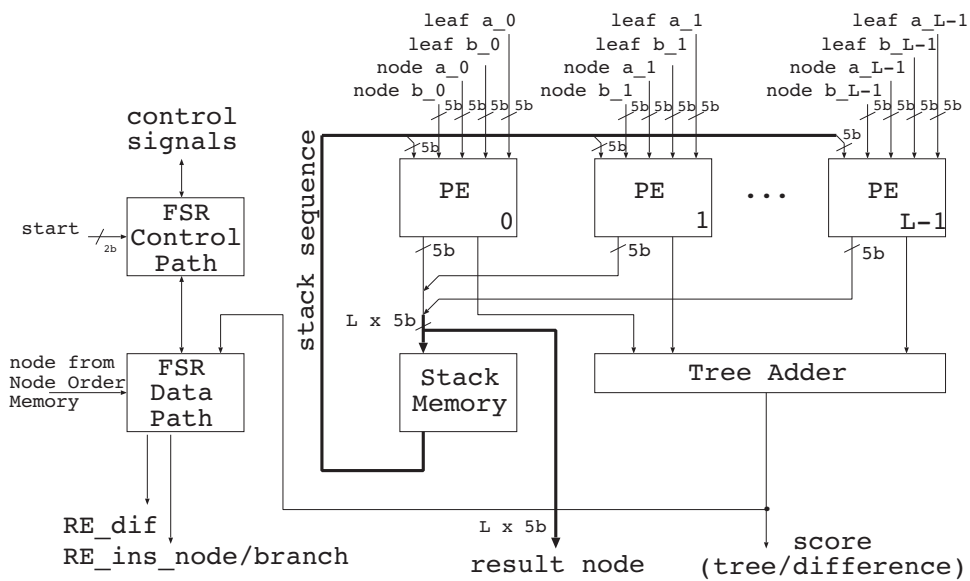 leaf a_0
leaf b_0
node a_0
node b_0
5b 5b 5b 5b
leaf a_1
leaf b_1
node a_1
node b_1
5b 5b 5b 5b
leaf a_L-1
leaf b_L-1
node a_L-1
node b_L-1
5b 5b 5b 5b
control
signals
5b
5b
5b
stack sequence
PE
0
PE
1
...
PE
L-1
start
2b
FSR
Control
Path
5b
5b
5b
L x 5b
node from
Node Order
Memory
FSR
Data
Path
Stack
Memory
Tree Adder
RE_dif
RE_ins_node/branch
L x 5b
result node
score
(tree/difference)